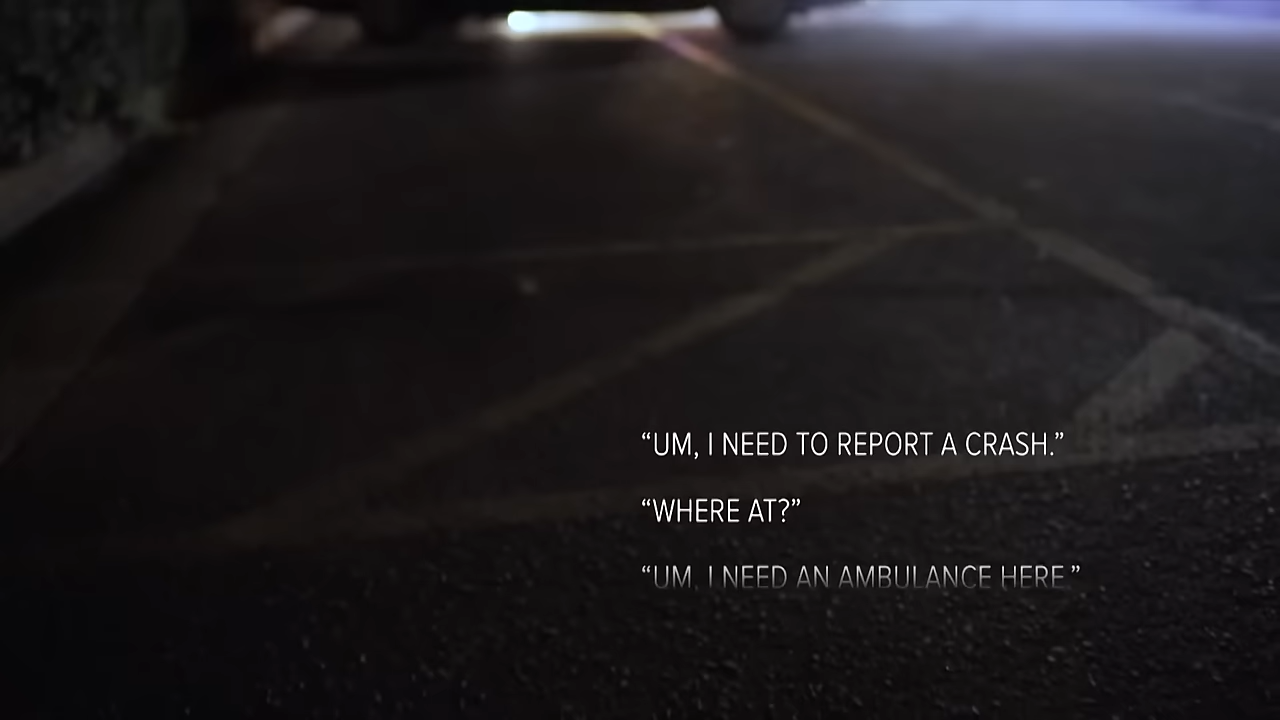 “UM, I NEED TO REPORT A CRASH.”
“WHERE AT?”
“UM, I NEED AN AMBULANCE HERE.”